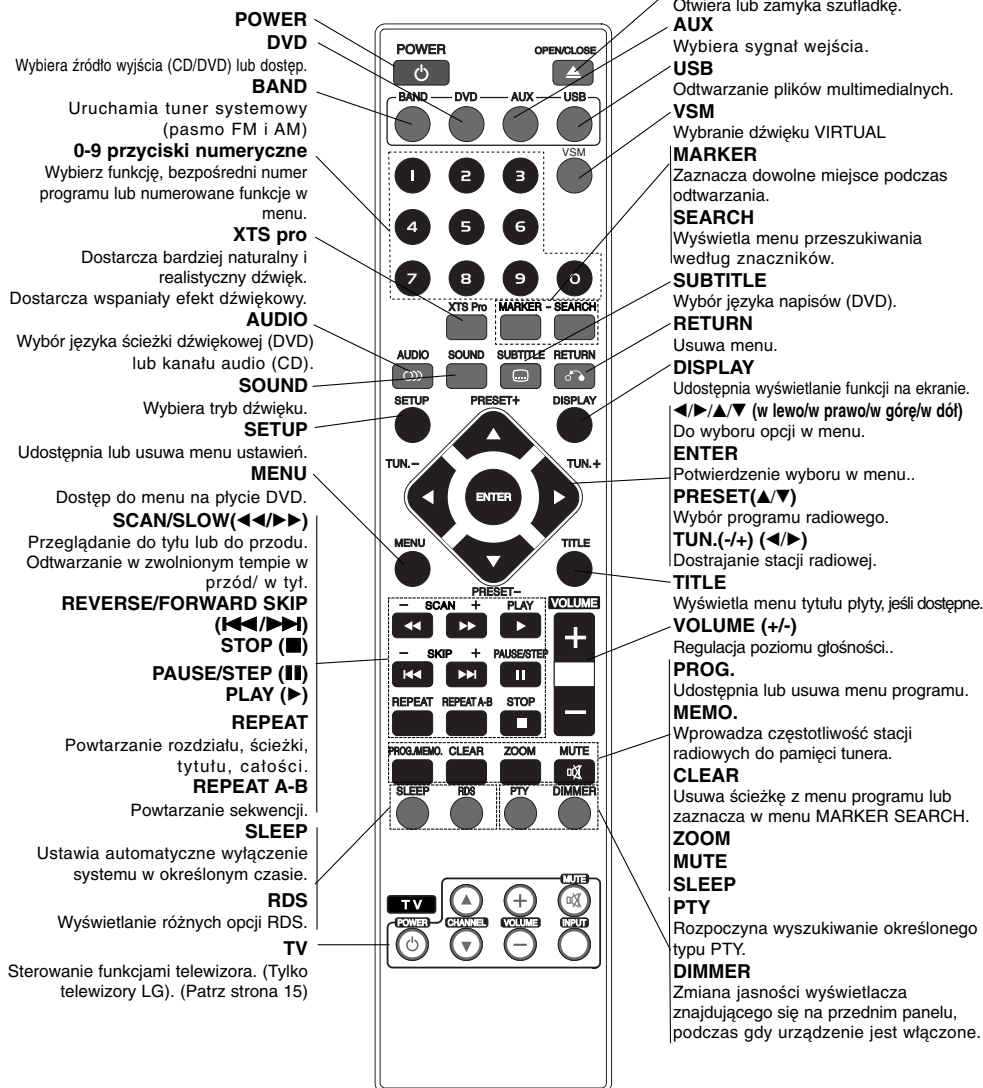 POWER
DVD
Wybiera źródło wyjścia (CD/DVD) lub dostęp.
BAND
Uruchamia tuner systemowy
(pasmo FM i AM)
0-9 przyciski numeryczne
Wybierz funkcję, bezpośredni numer
programu lub numerowane funkcje w
menu.
XTS pro
Dostarcza bardziej naturalny i
realistyczny dźwięk.
Dostarcza wspaniały efekt dźwiękowy.
AUDIO
Wybór języka ścieżki dźwiękowej (DVD)
lub kanału audio (CD).
SOUND
Wybiera tryb dźwięku.
SETUP
Udostępnia lub usuwa menu ustawień.
MENU
Dostęp do menu na płycie DVD.
SCAN/SLOW(◀◀/▶▶)
Przeglądanie do tyłu lub do przodu.
Odtwarzanie w zwolnionym tempie w
przód/ w tył.
REVERSE/FORWARD SKIP
(|◀◀/▶▶|)
STOP (■)
PAUSE/STEP (❚❚)
PLAY (▶)
REPEAT
Powtarzanie rozdziału, ścieżki,
tytułu, całości.
REPEAT A-B
Powtarzanie sekwencji.
SLEEP
Ustawia automatyczne wyłączenie
systemu w określonym czasie.
RDS
Wyświetlanie różnych opcji RDS.
TV
Sterowanie funkcjami telewizora. (Tylko
telewizory LG). (Patrz strona 15)
POWER OPEN/CLOSE
BAND DVD AUX USB
VSM
1 2 3
4 5 6
7 8 9 0
XTS Pro MARKER - SEARCH
AUDIO SOUND SUBTITLE RETURN
SETUP PRESET+ DISPLAY
TUN.- TUN.+
ENTER
MENU TITLE
PRESET-
- SCAN + PLAY VOLUME
+
- SKIP + PAUSE/STEP
REPEAT REPEAT A-B STOP
-
PROG./MEMO. CLEAR ZOOM MUTE
SLEEP RDS PTY DIMMER
MUTE
TV
+
POWER CHANNEL VOLUME INPUT
-
Otwiera lub zamyka szufladkę.
AUX
Wybiera sygnał wejścia.
USB
Odtwarzanie plików multimedialnych.
VSM
Wybranie dźwięku VIRTUAL
MARKER
Zaznacza dowolne miejsce podczas
odtwarzania.
SEARCH
Wyświetla menu przeszukiwania
według znaczników.
SUBTITLE
Wybór języka napisów (DVD).
RETURN
Usuwa menu.
DISPLAY
Udostępnia wyświetlanie funkcji na ekranie.
◀/▶/▲/▼ (w lewo/w prawo/w górę/w dół)
Do wyboru opcji w menu.
ENTER
Potwierdzenie wyboru w menu..
PRESET(▲/▼)
Wybór programu radiowego.
TUN.(-/+) (◀/▶)
Dostrajanie stacji radiowej.
TITLE
Wyświetla menu tytułu płyty, jeśli dostępne.
VOLUME (+/-)
Regulacja poziomu głośności..
PROG.
Udostępnia lub usuwa menu programu.
MEMO.
Wprowadza częstotliwość stacji
radiowych do pamięci tunera.
CLEAR
Usuwa ścieżkę z menu programu lub
zaznacza w menu MARKER SEARCH.
ZOOM
MUTE
SLEEP
PTY
Rozpoczyna wyszukiwanie określonego
typu PTY.
DIMMER
Zmiana jasności wyświetlacza
znajdującego się na przednim panelu,
podczas gdy urządzenie jest włączone.